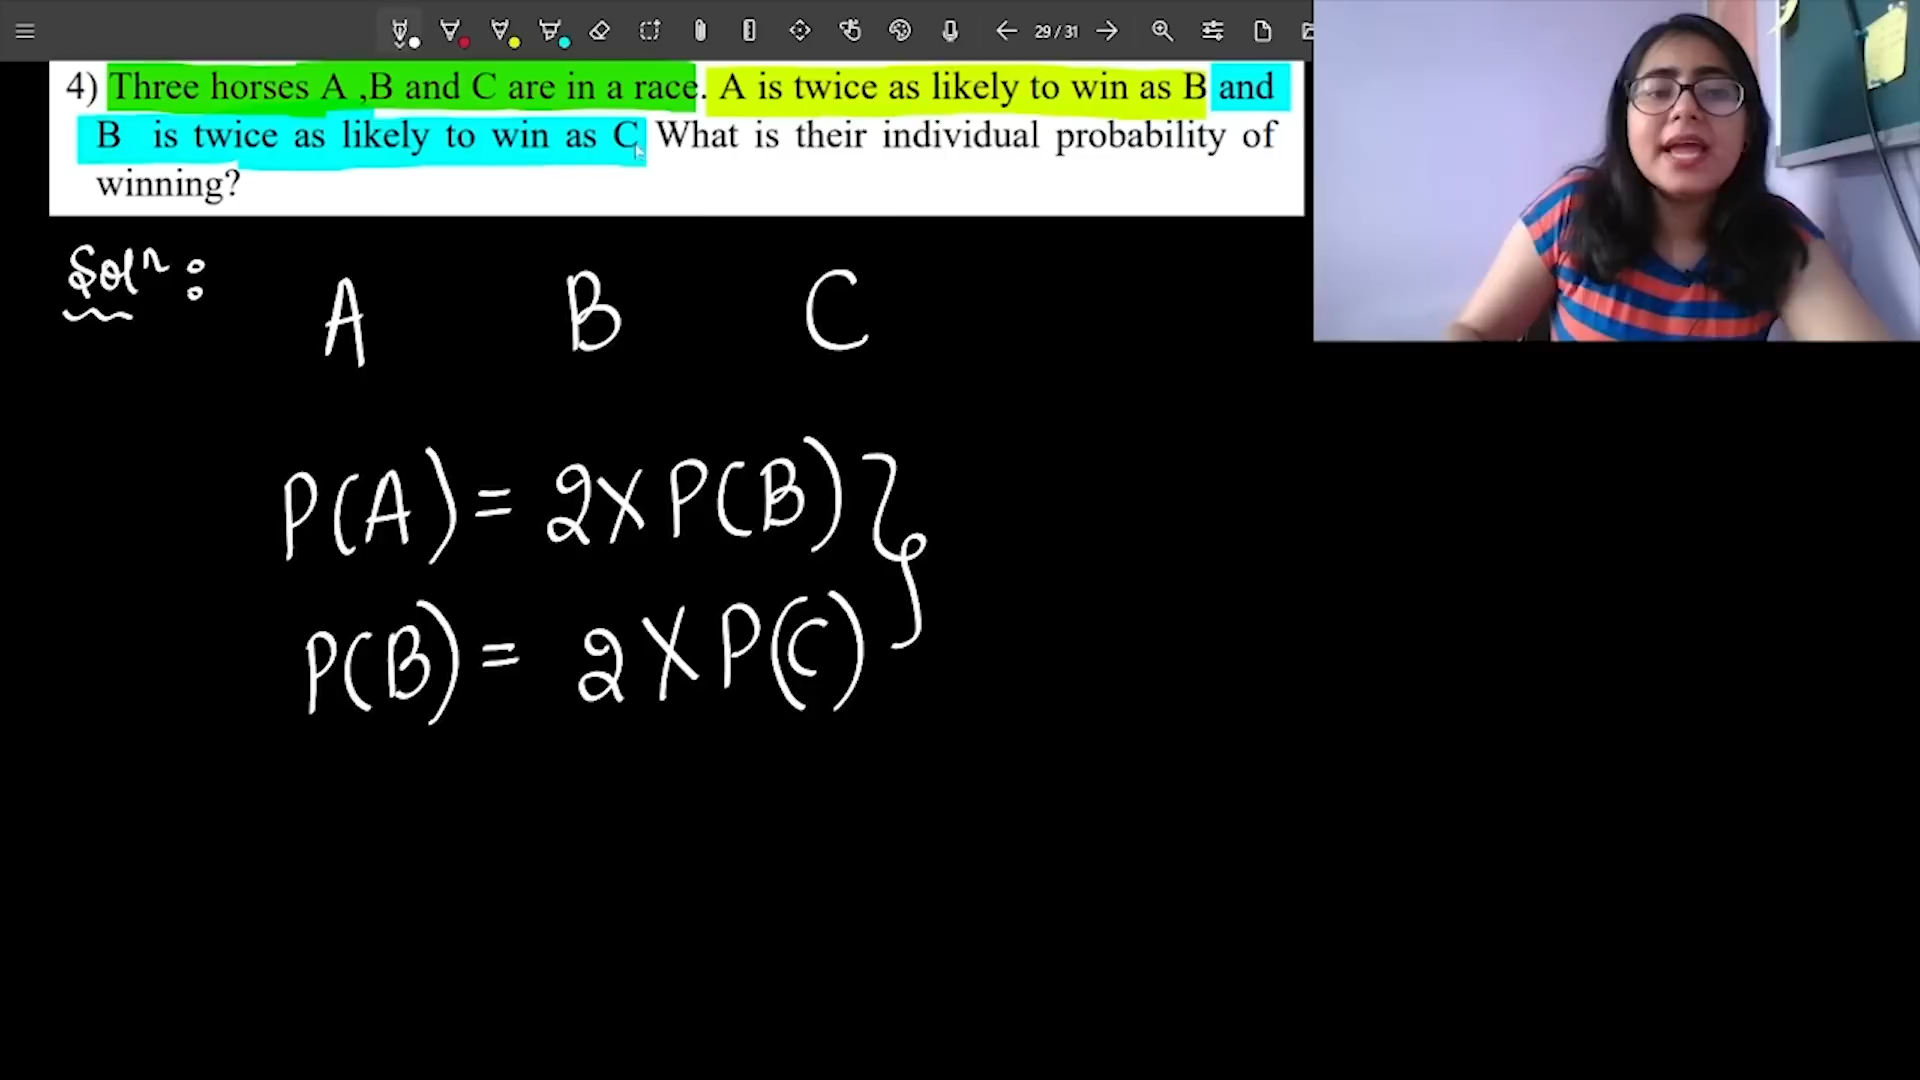 29 / 31
4) Three horses A ,B and C are in a race. A is twice as likely to win as B and
B is twice as likely to win as C. What is their individual probability of
winning?
Solⁿ :
A B C
P(A) = 2 X P(B)
P(B) = 2 X P(C)